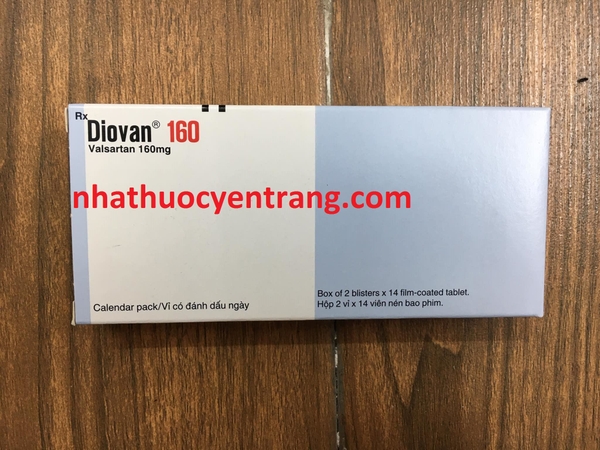 Rx
Diovan® 160
Valsartan 160mg
nhathuocyentrang.com
Calendar pack/Vỉ có đánh dấu ngày
Box of 2 blisters x 14 film-coated tablet.
Hộp 2 vỉ x 14 viên nén bao phim.